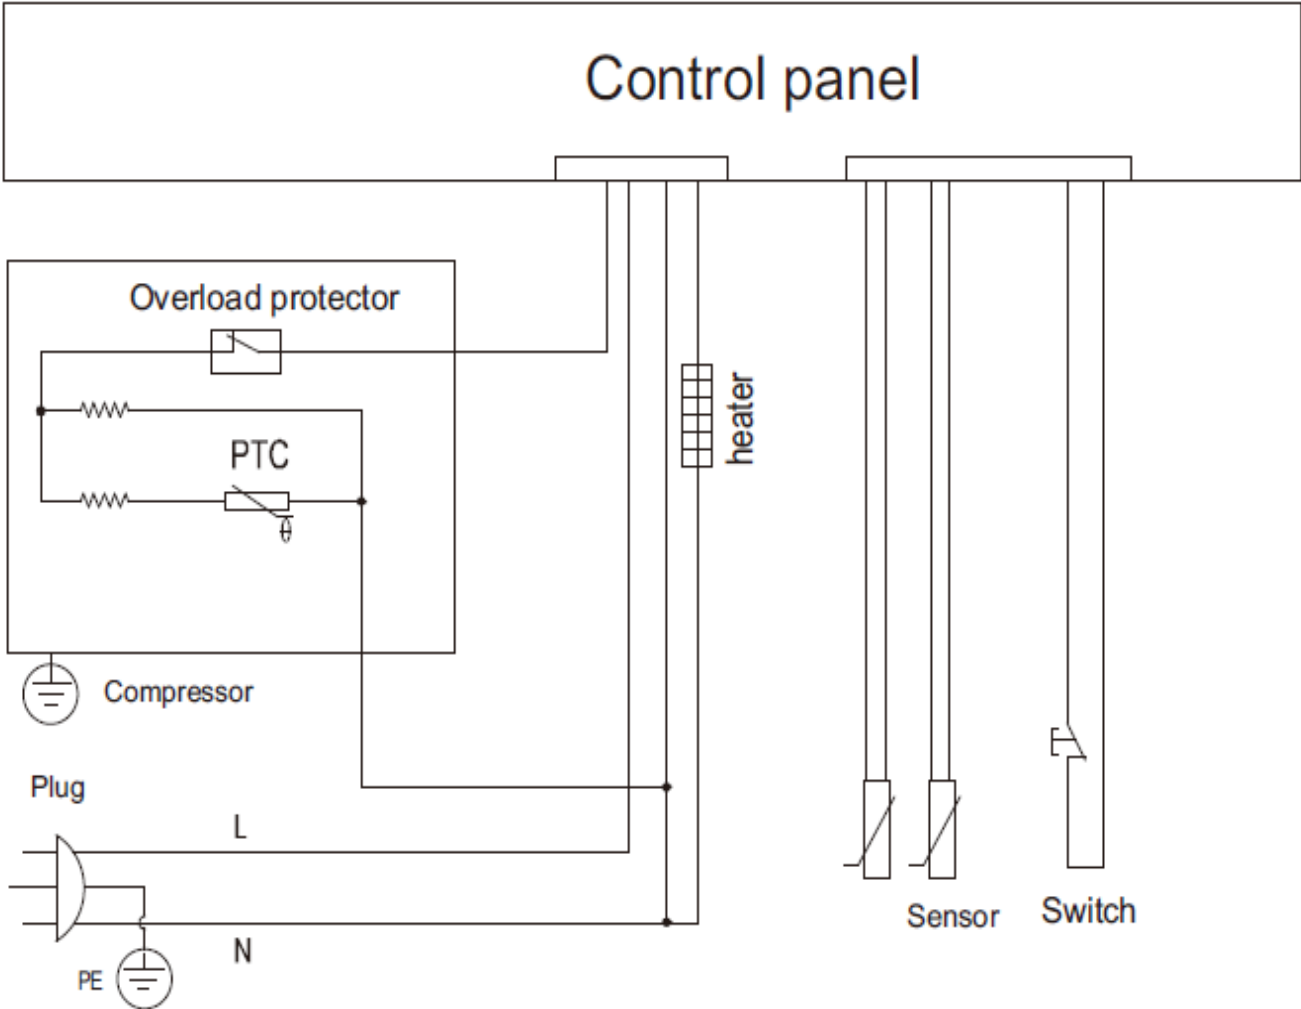 Control panel
Overload protector
heater
PTC
Compressor
Plug
L
Sensor
Switch
N
PE